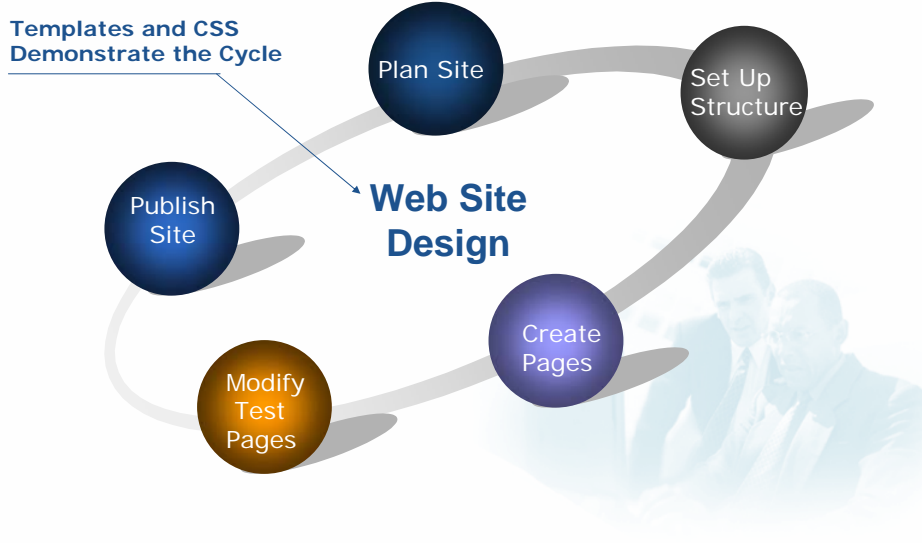 Templates and CSS
Demonstrate the Cycle
Plan Site
Set Up
Structure
Web Site
Design
Publish
Site
Create
Pages
Modify
Test
Pages